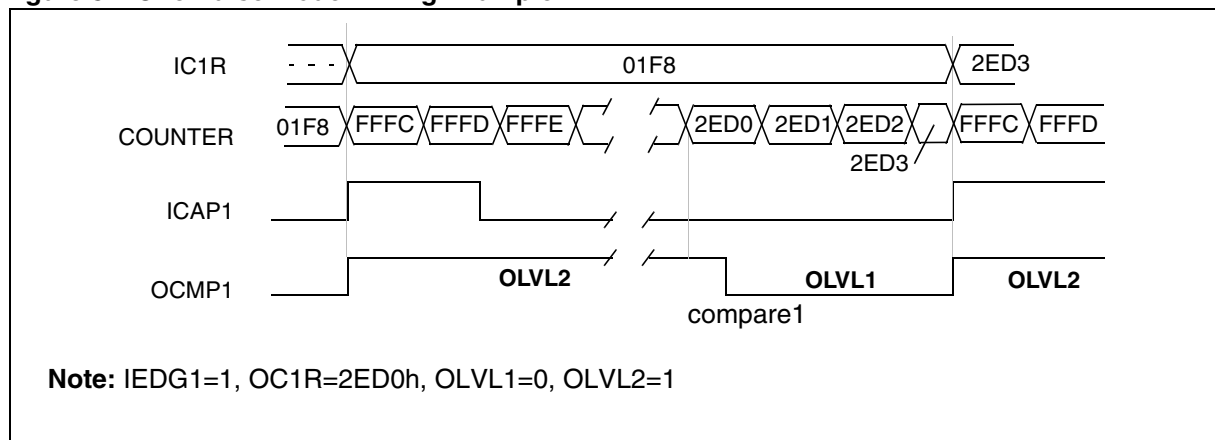 IC1R - - - 01F8 2ED3
COUNTER 01F8 FFFC FFFD FFFE 2ED0 2ED1 2ED2 FFFC FFFD
2ED3
ICAP1
OCMP1 OLVL2 OLVL1 OLVL2
compare1
Note: IEDG1=1, OC1R=2ED0h, OLVL1=0, OLVL2=1